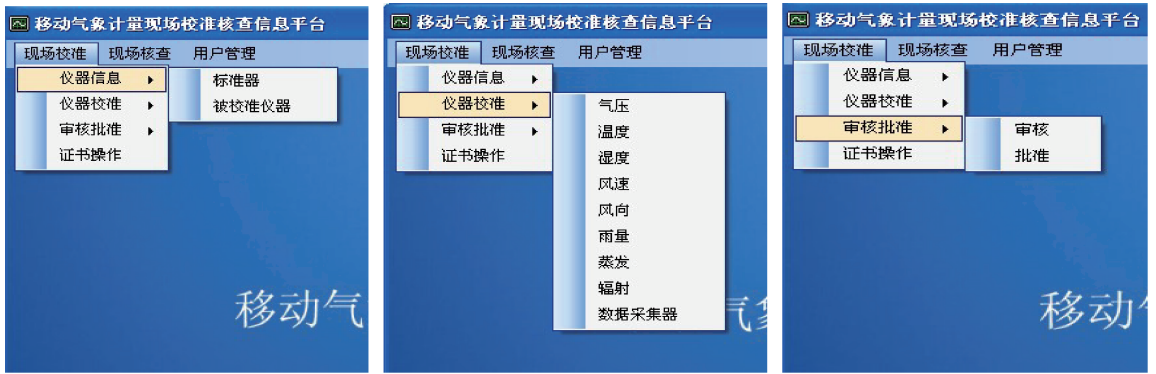 移动气象计量现场校准核查信息平台
现场校准 现场核查 用户管理
仪器信息
仪器校准
审核批准
证书操作
标准器
被校准仪器
移动气
移动气象计量现场校准核查信息平台
现场校准 现场核查 用户管理
仪器信息
仪器校准
审核批准
证书操作
气压
温度
湿度
风速
风向
雨量
蒸发
辐射
数据采集器
气
移动气象计量现场校准核查信息平台
现场校准 现场核查 用户管理
仪器信息
仪器校准
审核批准
证书操作
审核
批准
移动